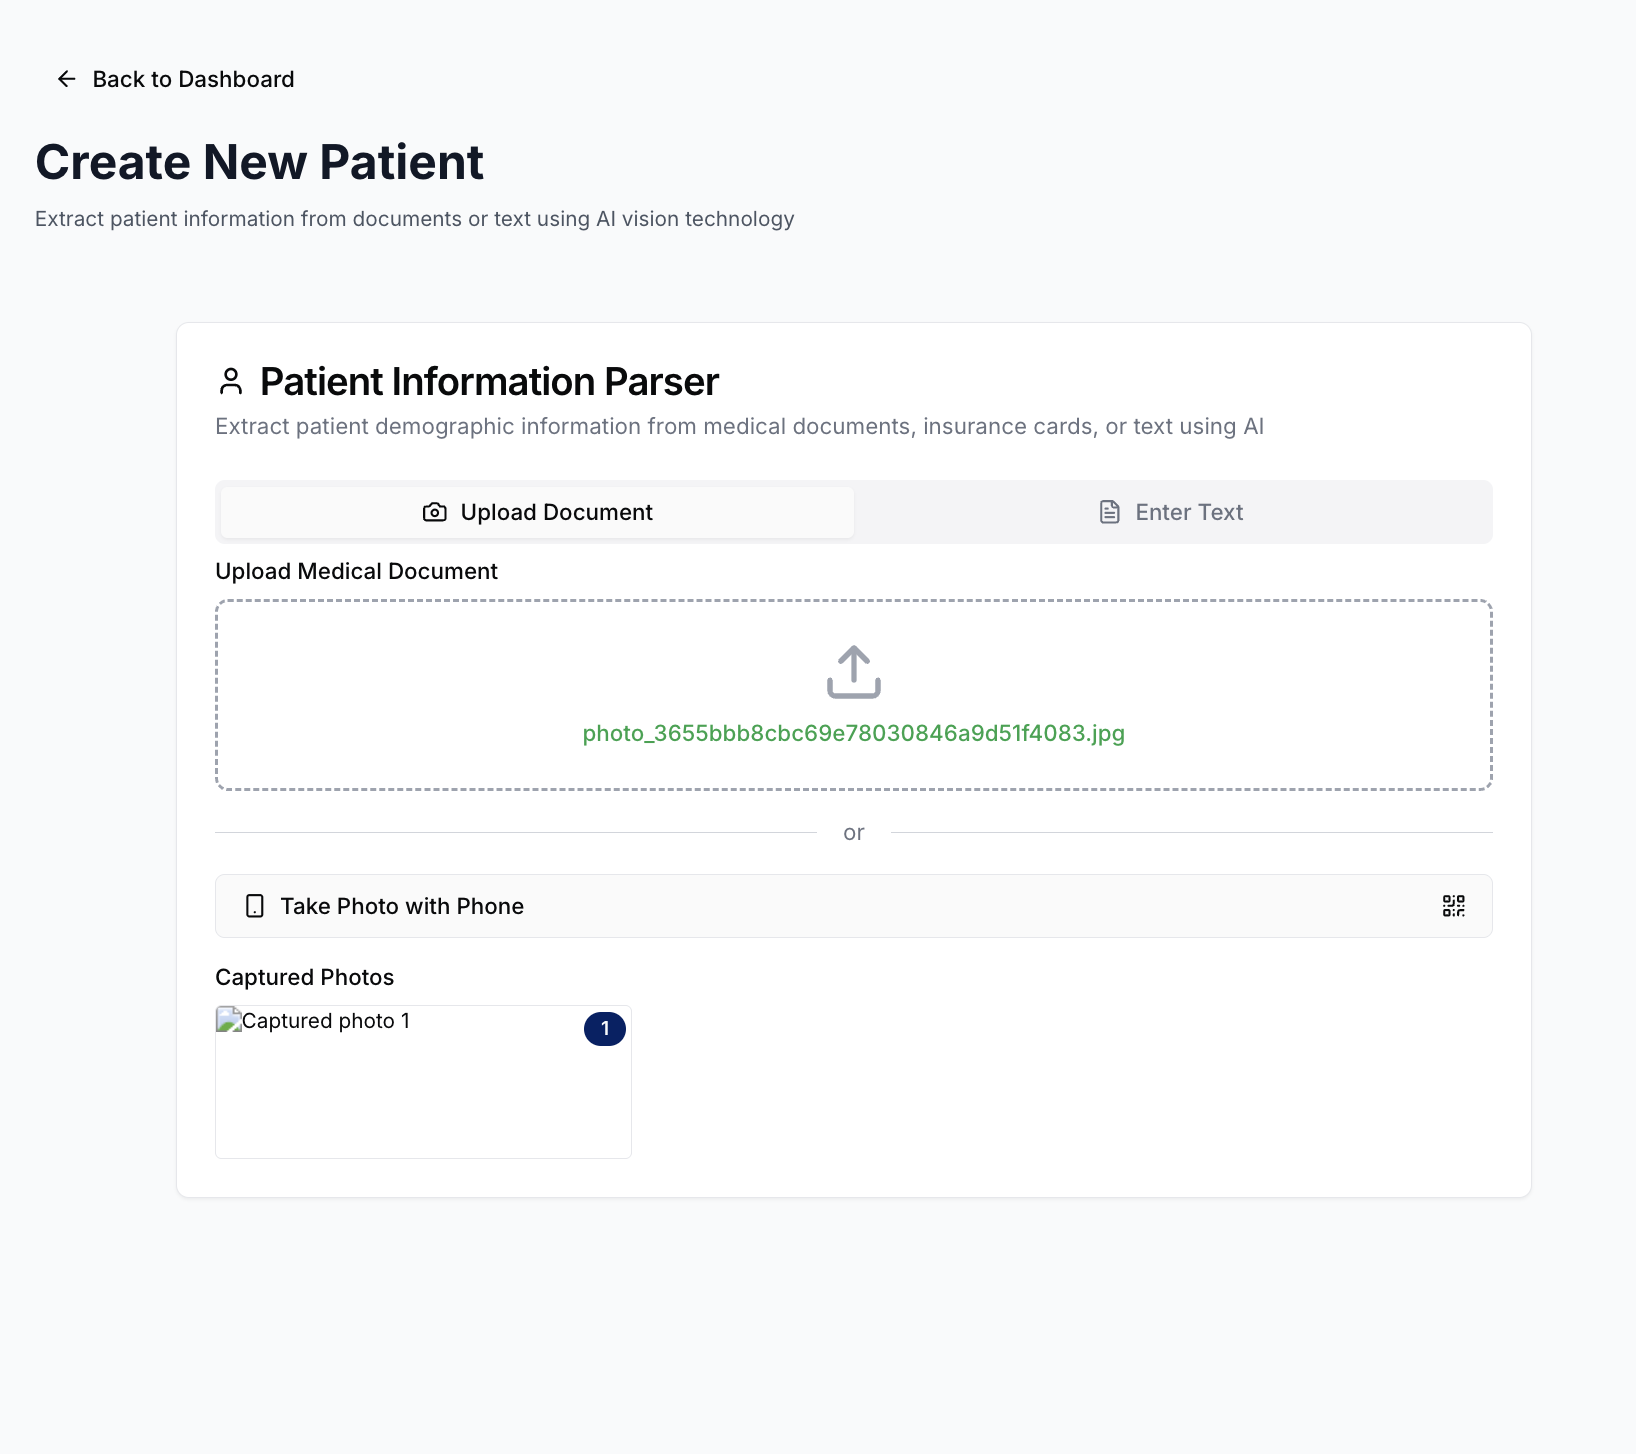 Back to Dashboard
Create New Patient
Extract patient information from documents or text using AI vision technology
Patient Information Parser
Extract patient demographic information from medical documents, insurance cards, or text using AI
Upload Document
Enter Text
Upload Medical Document
photo_3655bbb8cbc69e78030846a9d51f4083.jpg
or
Take Photo with Phone
Captured Photos
Captured photo 1
1